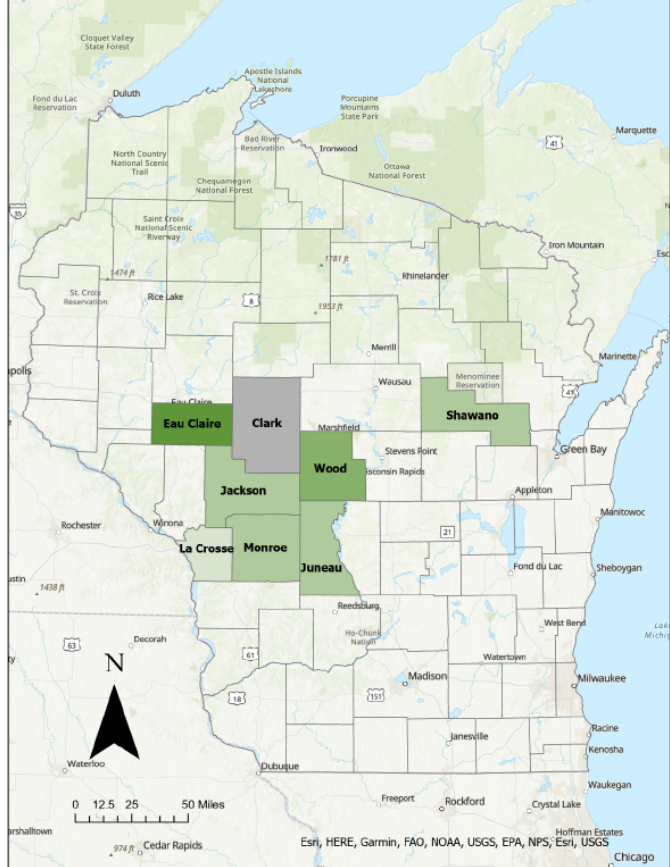 Cloquet Valley
State Forest
Apostle Islands
National
Lakeshore
Duluth
Fond du Lac
Reservation
Porcupine
Mountains
State Park
Marquette
Bad River
Reservation
Ironwood
41
North Country
National Scenic
Trail
Ottawa
National Forest
Chequamegon
National Forest
35
Saint Croix
National Scenic
Riverway
Iron Mountain
1781 ft
1474 ft
Rhinelander
St. Croix
Reservation
Rice Lake
8
1953 ft
Merrill
Marinette
Menominee
Reservation
Wausau
41
Eau Claire
Eau Claire
Clark
Shawano
Marshfield
Green Bay
Stevens Point
Wood
isconsin Rapids
Jackson
Appleton
Manitowoc
Rochester
Winona
21
La Crosse
Monroe
Juneau
Fond du Lac
Sheboygan
stin
1438 ft
Reedsburg
West Bend
Ho-Chunk
Nation
63
Decorah
61
Watertown
N
Madison
Milwaukee
18
151
Racine
Janesville
Kenosha
Waterloo
Dubuque
Waukegan
0 12.5 25 50 Miles
Freeport
Rockford
Crystal Lake
arshalltown
Hoffman Estates
974 ft
Cedar Rapids
Esri, HERE, Garmin, FAO, NOAA, USGS, EPA, NPS, Esri, USGS
Chicago